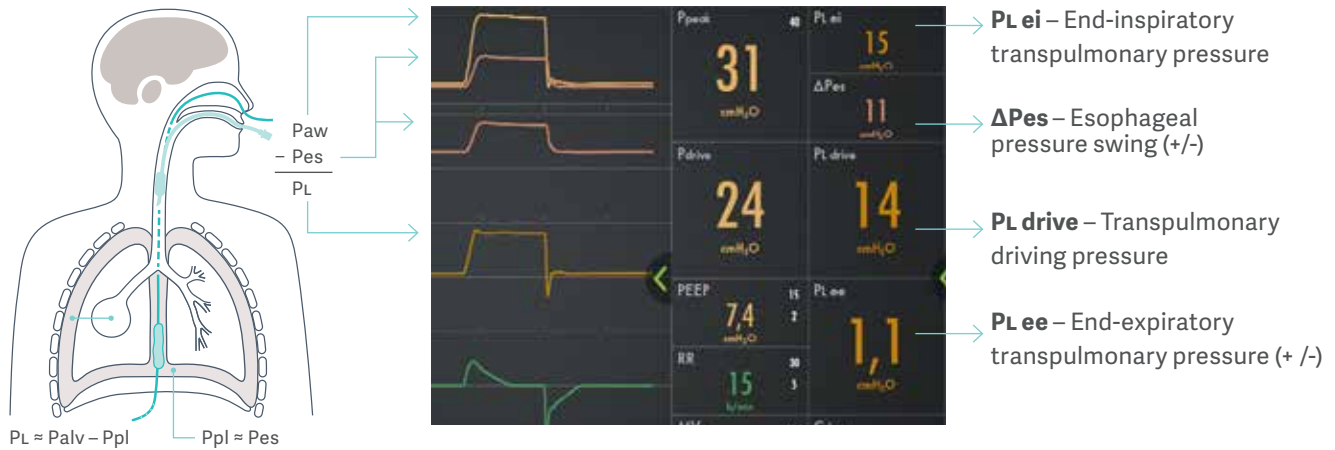 Paw
– Pes
PL
PL ≈ Palv – Ppl
Ppl ≈ Pes
Ppeak
40
31
cmH₂O
PL ei
15
cmH₂O
ΔPes
11
cmH₂O
Pdrive
24
cmH₂O
PL drive
14
cmH₂O
PEEP
15
2
7,4
cmH₂O
PL ee
1,1
cmH₂O
RR
30
5
15
b/min
PL ei – End-inspiratory
transpulmonary pressure
ΔPes – Esophageal
pressure swing (+/-)
PL drive – Transpulmonary
driving pressure
PL ee – End-expiratory
transpulmonary pressure (+ /-)